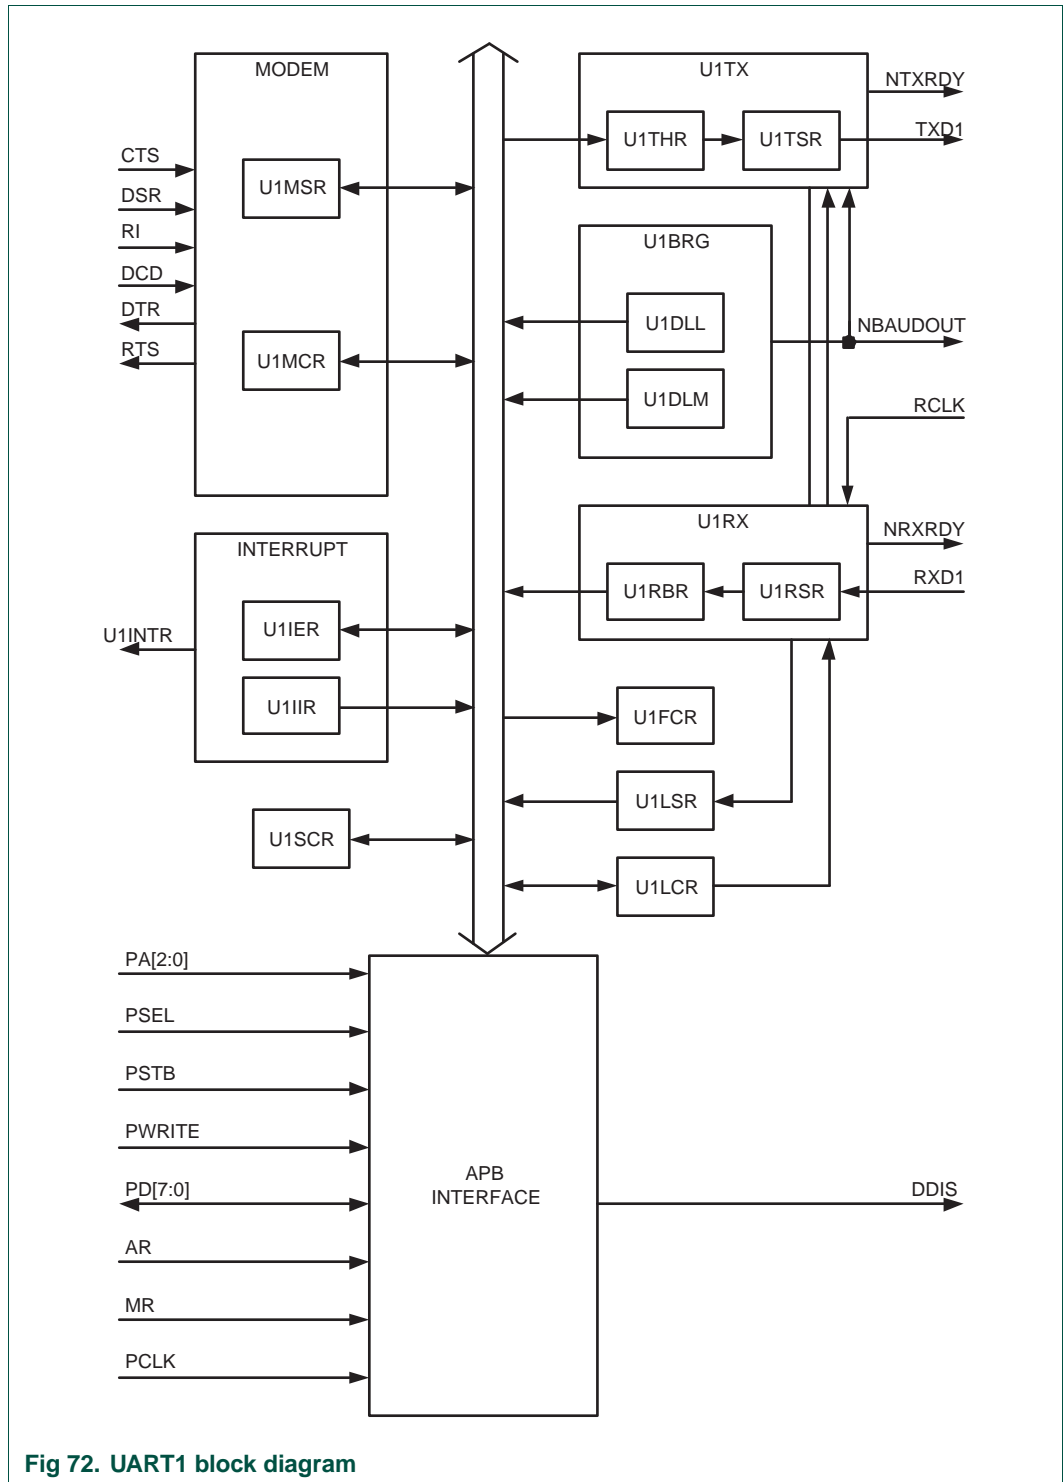 MODEM
U1TX
NTXRDY
U1THR
U1TSR
TXD1
CTS
U1MSR
DSR
RI
U1BRG
DCD
U1DLL
DTR
NBAUDOUT
RTS
U1MCR
U1DLM
RCLK
U1RX
NRXRDY
INTERRUPT
U1RBR
U1RSR
RXD1
U1INTR
U1IER
U1IIR
U1FCR
U1LSR
U1SCR
U1LCR
PA[2:0]
PSEL
PSTB
PWRITE
APB
INTERFACE
PD[7:0]
DDIS
AR
MR
PCLK
Fig 72. UART1 block diagram